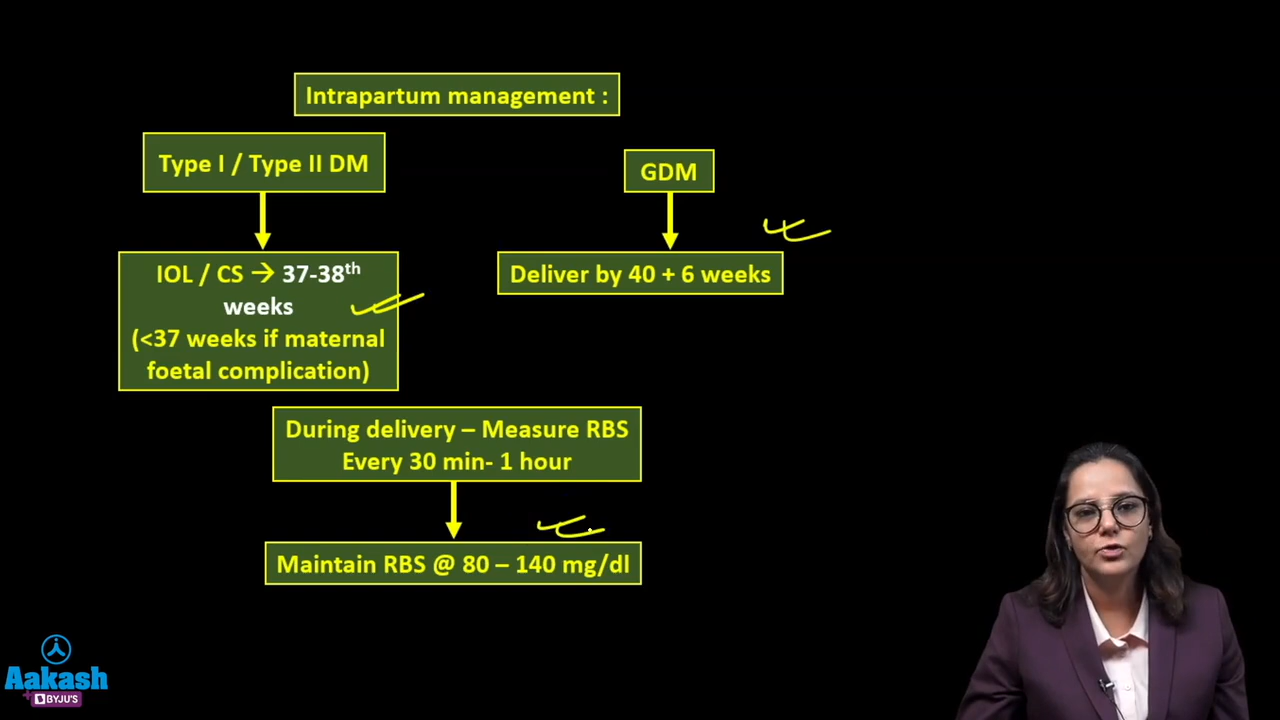 Intrapartum management :
Type I / Type II DM
GDM
IOL / CS → 37-38th
weeks
(<37 weeks if maternal
foetal complication)
Deliver by 40 + 6 weeks
During delivery – Measure RBS
Every 30 min- 1 hour
Maintain RBS @ 80 – 140 mg/dl
Aakash
+ BYJU'S